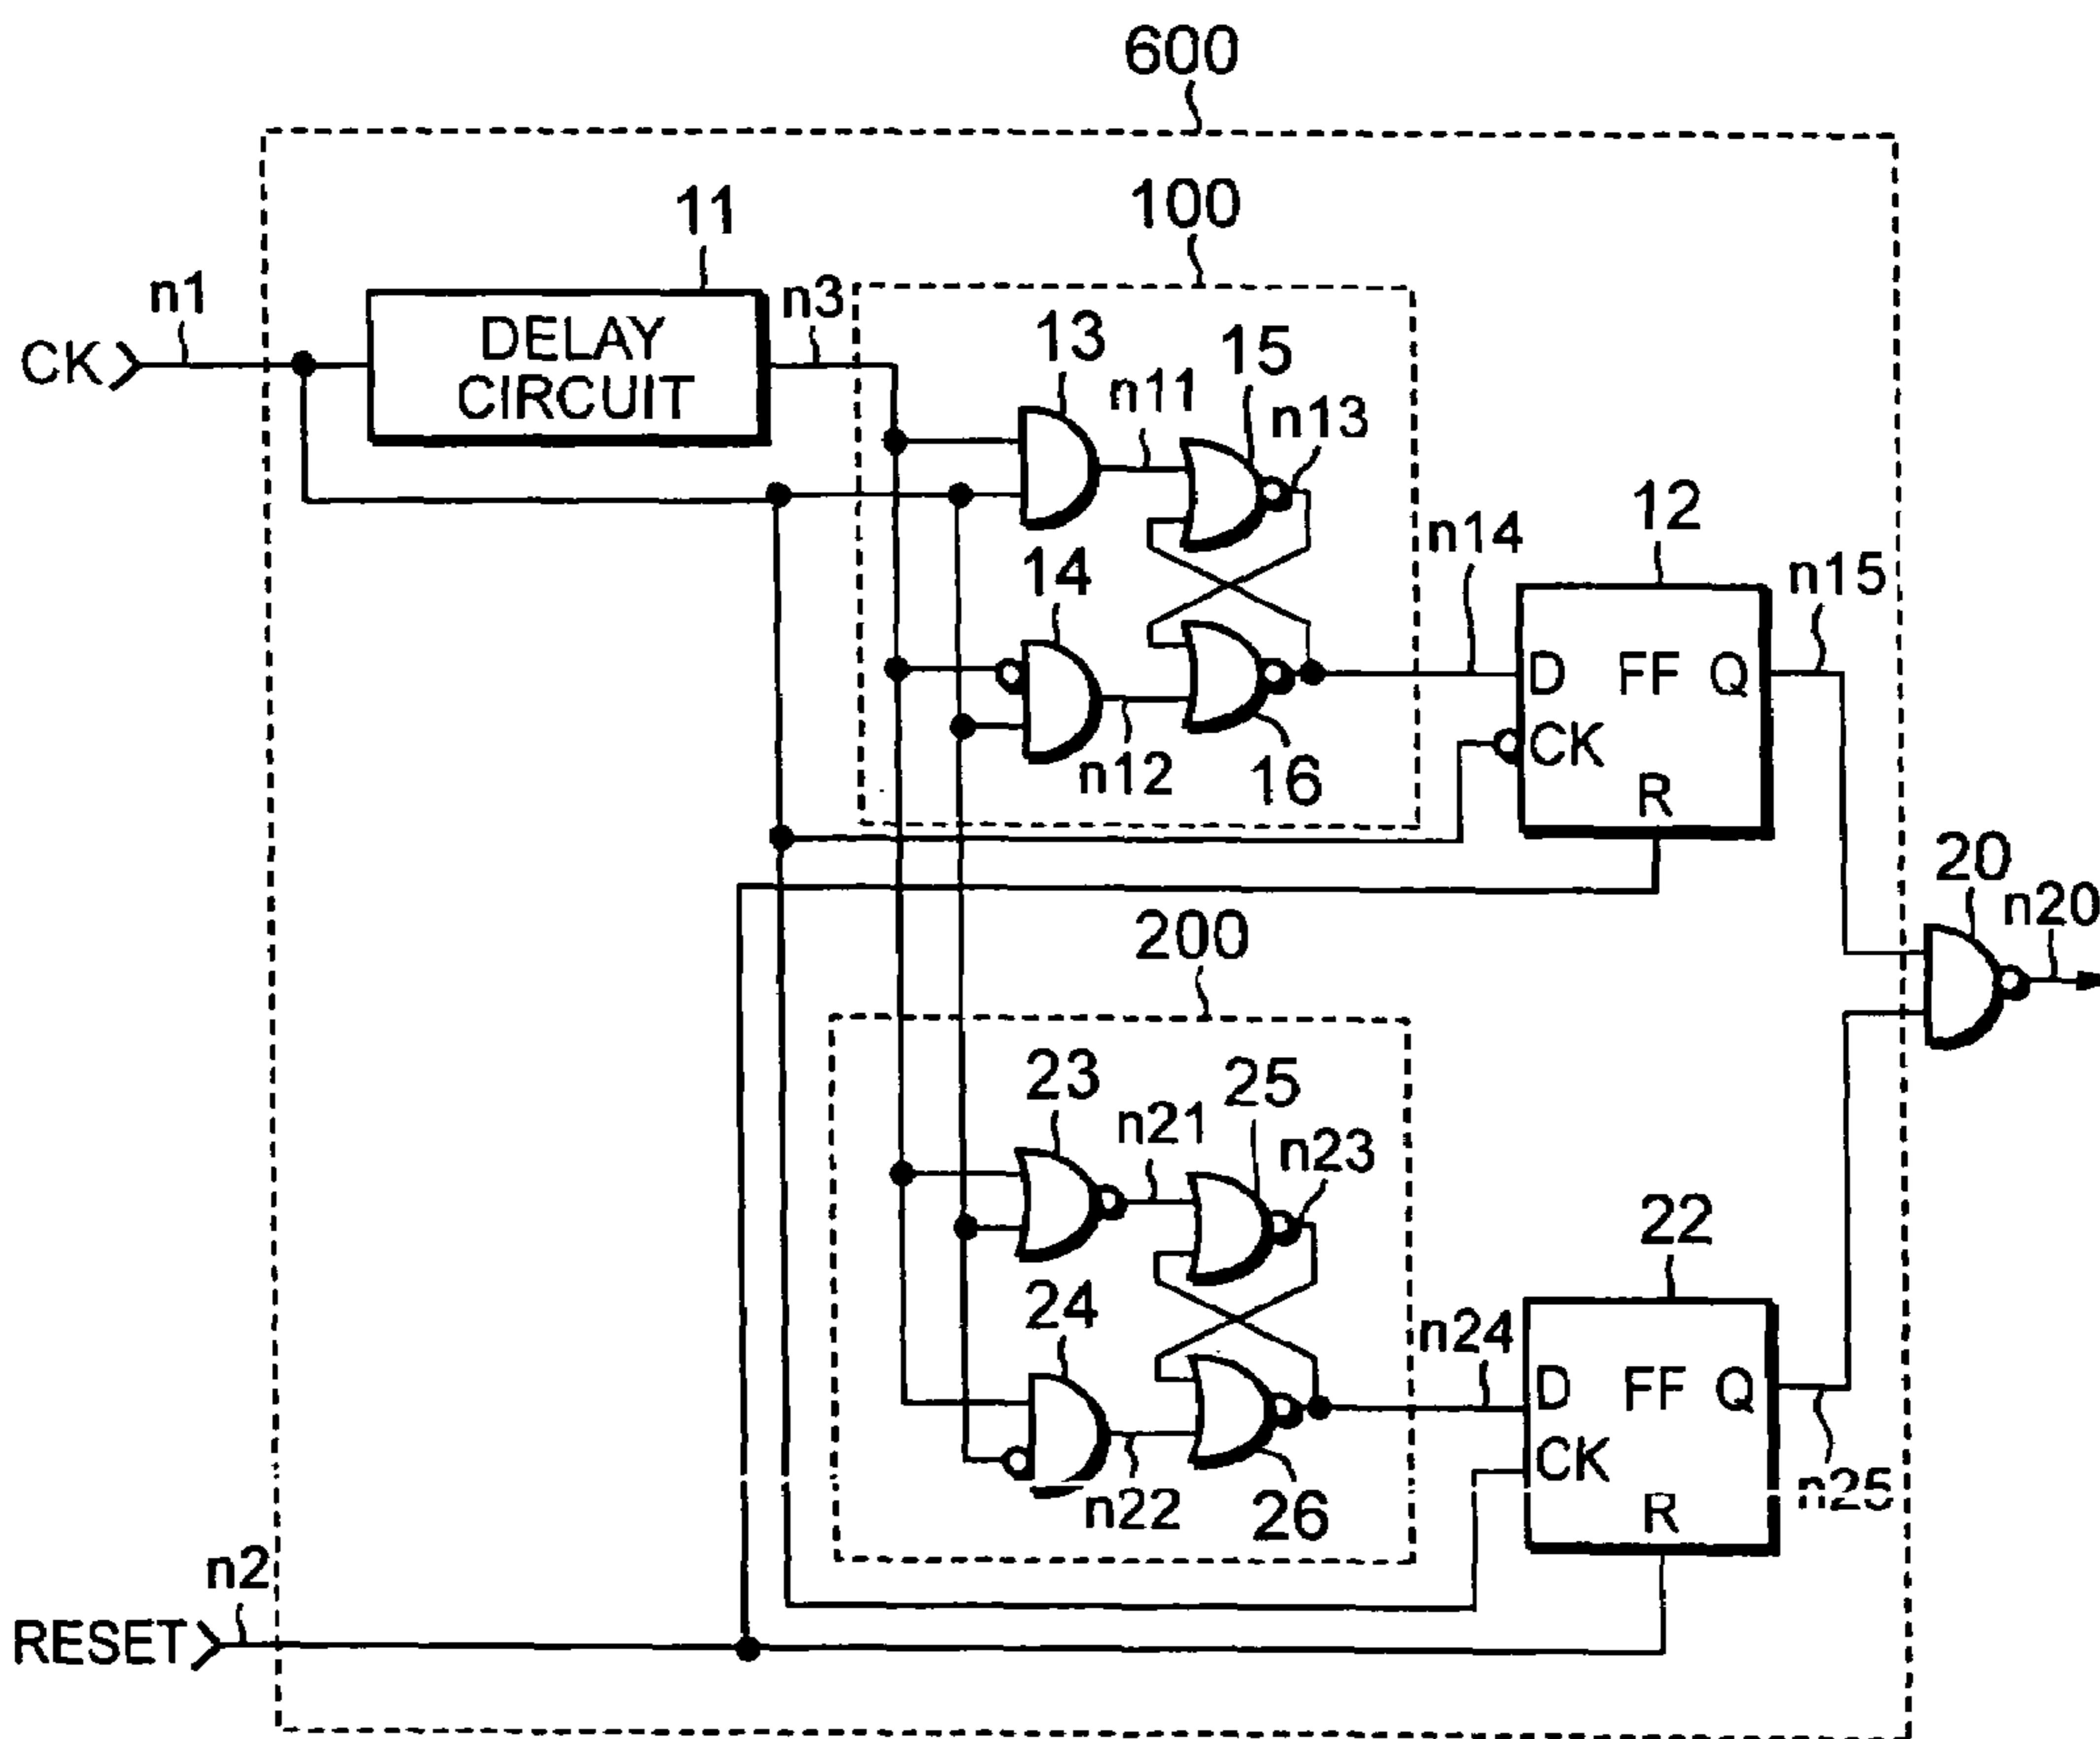 600
100
11
n1
n3
CK
DELAY
CIRCUIT
13
15
n11
n13
14
12
n14
n15
D FF Q
CK
R
n12
16
20
n20
200
23
25
n21
n23
24
22
n24
D FF Q
CK
R
n25
n22
26
n2
RESET